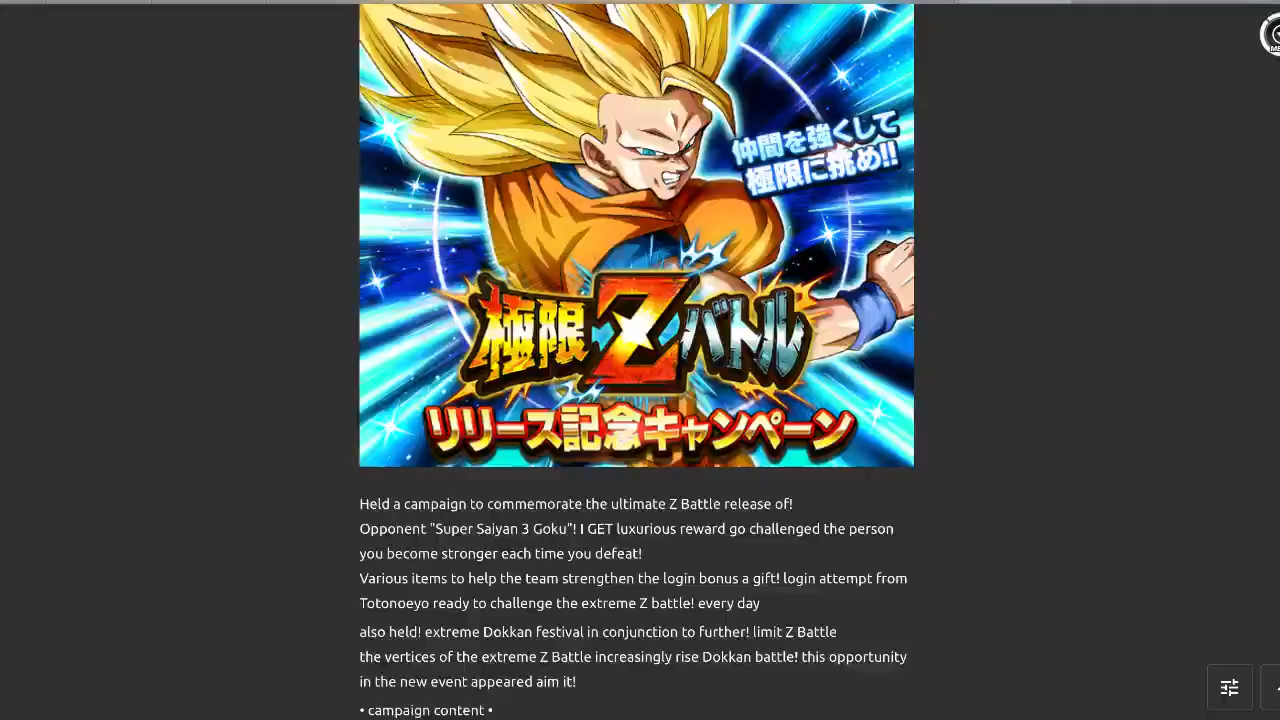 仲間を強くして
極限に挑め!!
極限Zバトル
リリース記念キャンペーン
Held a campaign to commemorate the ultimate Z Battle release of!
Opponent "Super Saiyan 3 Goku"! I GET luxurious reward go challenged the person
you become stronger each time you defeat!
Various items to help the team strengthen the login bonus a gift! login attempt from
Totonoeyo ready to challenge the extreme Z battle! every day
also held! extreme Dokkan festival in conjunction to further! limit Z Battle
the vertices of the extreme Z Battle increasingly rise Dokkan battle! this opportunity
in the new event appeared aim it!
• campaign content •